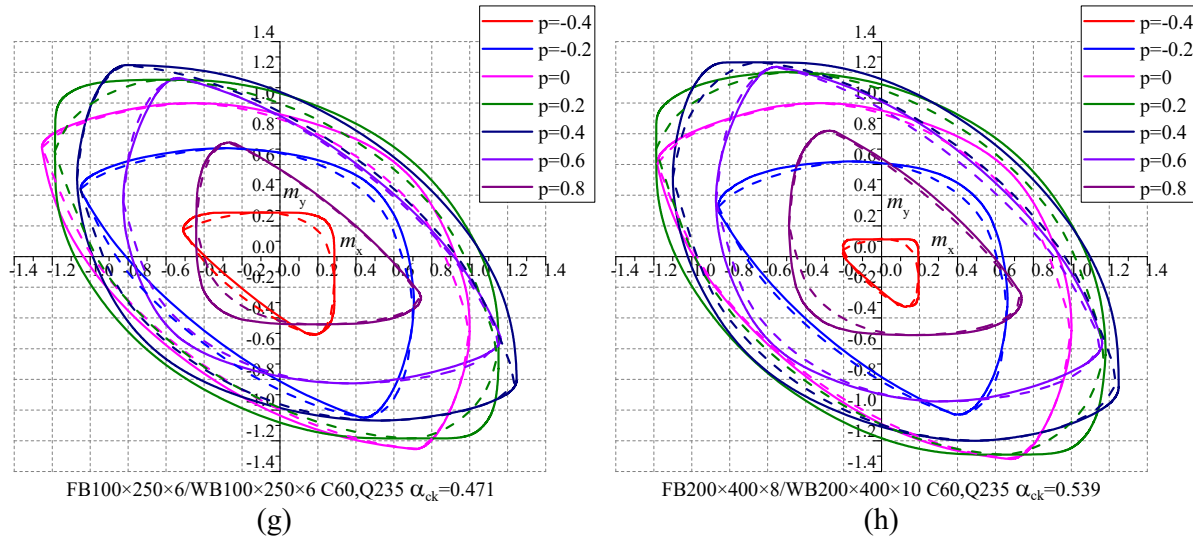 p=-0.4
p=-0.2
p=0
p=0.2
p=0.4
p=0.6
p=0.8
1.4
1.2
1.0
0.8
0.6
0.4
0.2
0.0
-0.2
-0.4
-0.6
-0.8
-1.0
-1.2
-1.4
m_y
m_x
-1.4 -1.2 -1.0 -0.8 -0.6 -0.4 -0.2 0.0 0.2 0.4 0.6 0.8 1.0 1.2 1.4
FB100×250×6/WB100×250×6 C60,Q235 α_ck=0.471
(g)
p=-0.4
p=-0.2
p=0
p=0.2
p=0.4
p=0.6
p=0.8
1.4
1.2
1.0
0.8
0.6
0.4
0.2
0.0
-0.2
-0.4
-0.6
-0.8
-1.0
-1.2
-1.4
m_y
m_x
-1.4 -1.2 -1.0 -0.8 -0.6 -0.4 -0.2 0.0 0.2 0.4 0.6 0.8 1.0 1.2 1.4
FB200×400×8/WB200×400×10 C60,Q235 α_ck=0.539
(h)